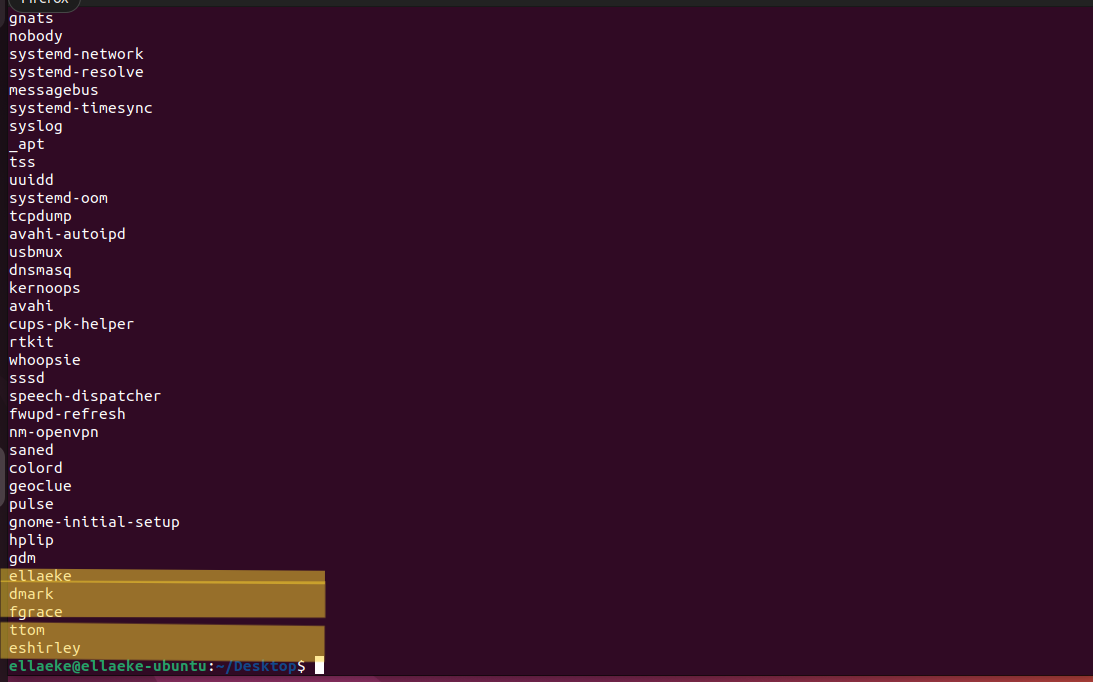 Firefox
gnats
nobody
systemd-network
systemd-resolve
messagebus
systemd-timesync
syslog
_apt
tss
uuidd
systemd-oom
tcpdump
avahi-autoipd
usbmux
dnsmasq
kernoops
avahi
cups-pk-helper
rtkit
whoopsie
sssd
speech-dispatcher
fwupd-refresh
nm-openvpn
saned
colord
geoclue
pulse
gnome-initial-setup
hplip
gdm
ellaeke
dmark
fgrace
ttom
eshirley
ellaeke@ellaeke-ubuntu:~/Desktop$